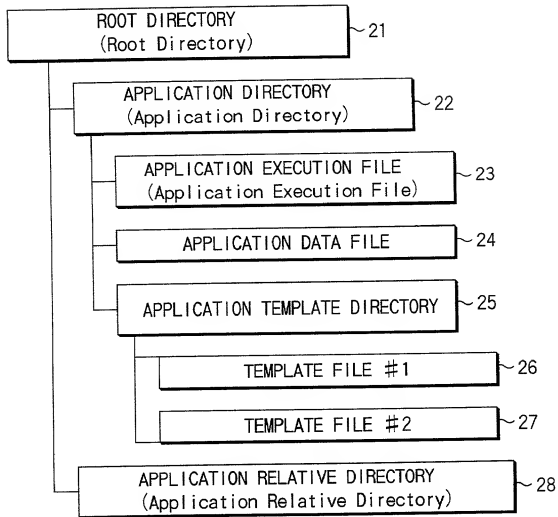 ROOT DIRECTORY
(Root Directory)
21
APPLICATION DIRECTORY
(Application Directory)
22
APPLICATION EXECUTION FILE
(Application Execution File)
23
APPLICATION DATA FILE
24
APPLICATION TEMPLATE DIRECTORY
25
TEMPLATE FILE #1
26
TEMPLATE FILE #2
27
APPLICATION RELATIVE DIRECTORY
(Application Relative Directory)
28